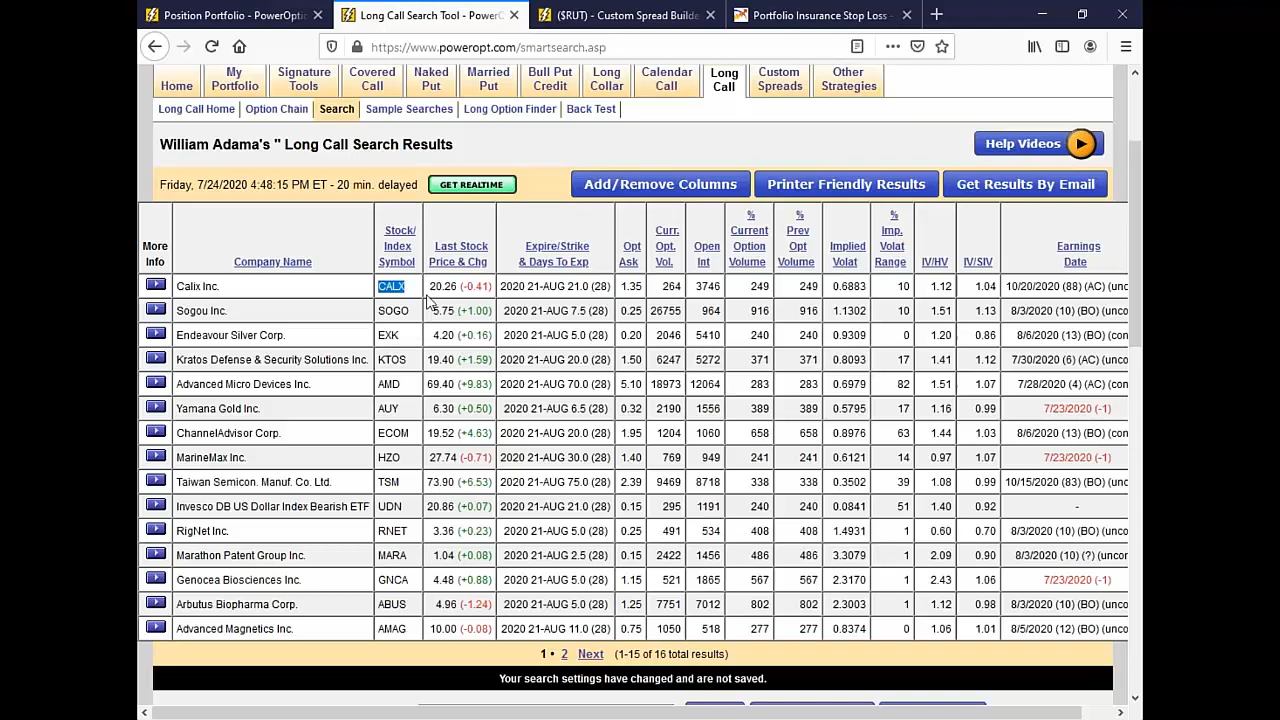 Position Portfolio - PowerOptic
Long Call Search Tool - PowerO
($RUT) - Custom Spread Builde
Portfolio Insurance Stop Loss -
https://www.poweropt.com/smartsearch.asp
Home
My Portfolio
Signature Tools
Covered Call
Naked Put
Married Put
Bull Put Credit
Long Collar
Calendar Call
Long Call
Custom Spreads
Other Strategies
Long Call Home | Option Chain | Search | Sample Searches | Long Option Finder | Back Test |
William Adama's '' Long Call Search Results
Help Videos
Friday, 7/24/2020 4:48:15 PM ET - 20 min. delayed
GET REALTIME
Add/Remove Columns
Printer Friendly Results
Get Results By Email
More Info
Company Name
Stock/ Index Symbol
Last Stock Price & Chg
Expire/Strike & Days To Exp
Opt Ask
Curr. Opt. Vol.
Open Int
% Current Option Volume
% Prev Opt Volume
Implied Volat
% Imp. Volat Range
IV/HV
IV/SIV
Earnings Date
Calix Inc. CALX 20.26 (-0.41) 2020 21-AUG 21.0 (28) 1.35 264 3746 249 249 0.6883 10 1.12 1.04 10/20/2020 (88) (AC) (unc
Sogou Inc. SOGO .75 (+1.00) 2020 21-AUG 7.5 (28) 0.25 26755 964 916 916 1.1302 10 1.51 1.13 8/3/2020 (10) (BO) (unco
Endeavour Silver Corp. EXK 4.20 (+0.16) 2020 21-AUG 5.0 (28) 0.20 2046 5410 240 240 0.9309 0 1.20 0.86 8/6/2020 (13) (BO) (con
Kratos Defense & Security Solutions Inc. KTOS 19.40 (+1.59) 2020 21-AUG 20.0 (28) 1.50 6247 5272 371 371 0.8093 17 1.41 1.12 7/30/2020 (6) (AC) (unco
Advanced Micro Devices Inc. AMD 69.40 (+9.83) 2020 21-AUG 70.0 (28) 5.10 18973 12064 283 283 0.6979 82 1.51 1.07 7/28/2020 (4) (AC) (con
Yamana Gold Inc. AUY 6.30 (+0.50) 2020 21-AUG 6.5 (28) 0.32 2190 1556 389 389 0.5795 17 1.16 0.99 7/23/2020 (-1)
ChannelAdvisor Corp. ECOM 19.52 (+4.63) 2020 21-AUG 20.0 (28) 1.95 1204 1060 658 658 0.8976 63 1.44 1.03 8/6/2020 (13) (BO) (con
MarineMax Inc. HZO 27.74 (-0.71) 2020 21-AUG 30.0 (28) 1.40 769 949 241 241 0.6121 14 1.09 1.07 7/23/2020 (-1)
Taiwan Semicon. Manuf. Co. Ltd. TSM 73.90 (+6.53) 2020 21-AUG 75.0 (28) 2.39 9469 8718 338 338 0.3502 39 1.08 0.99 10/15/2020 (83) (BO) (unc
Invesco DB US Dollar Index Bearish ETF UDN 20.86 (+0.07) 2020 21-AUG 21.0 (28) 0.15 295 1191 240 240 0.0841 51 1.40 0.92 -
RigNet Inc. RNET 3.36 (+0.23) 2020 21-AUG 5.0 (28) 0.25 491 534 408 408 1.4931 1 0.60 0.70 8/3/2020 (10) (BO) (unco
Marathon Patent Group Inc. MARA 1.04 (+0.08) 2020 21-AUG 2.5 (28) 0.15 2422 1456 486 486 3.3079 1 2.09 0.90 8/3/2020 (10) (?) (uncor
Genocea Biosciences Inc. GNCA 4.48 (+0.88) 2020 21-AUG 5.0 (28) 1.15 521 1865 567 567 2.3170 1 2.43 1.06 7/23/2020 (-1)
Arbutus Biopharma Corp. ABUS 4.96 (-1.24) 2020 21-AUG 5.0 (28) 1.25 7751 7012 802 802 2.3003 1 1.12 0.98 8/3/2020 (10) (BO) (unco
Advanced Magnetics Inc. AMAG 10.00 (-0.08) 2020 21-AUG 11.0 (28) 0.75 1050 518 277 277 0.8374 0 1.06 1.01 8/5/2020 (12) (BO) (unco
1 • 2 Next (1-15 of 16 total results)
Your search settings have changed and are not saved.